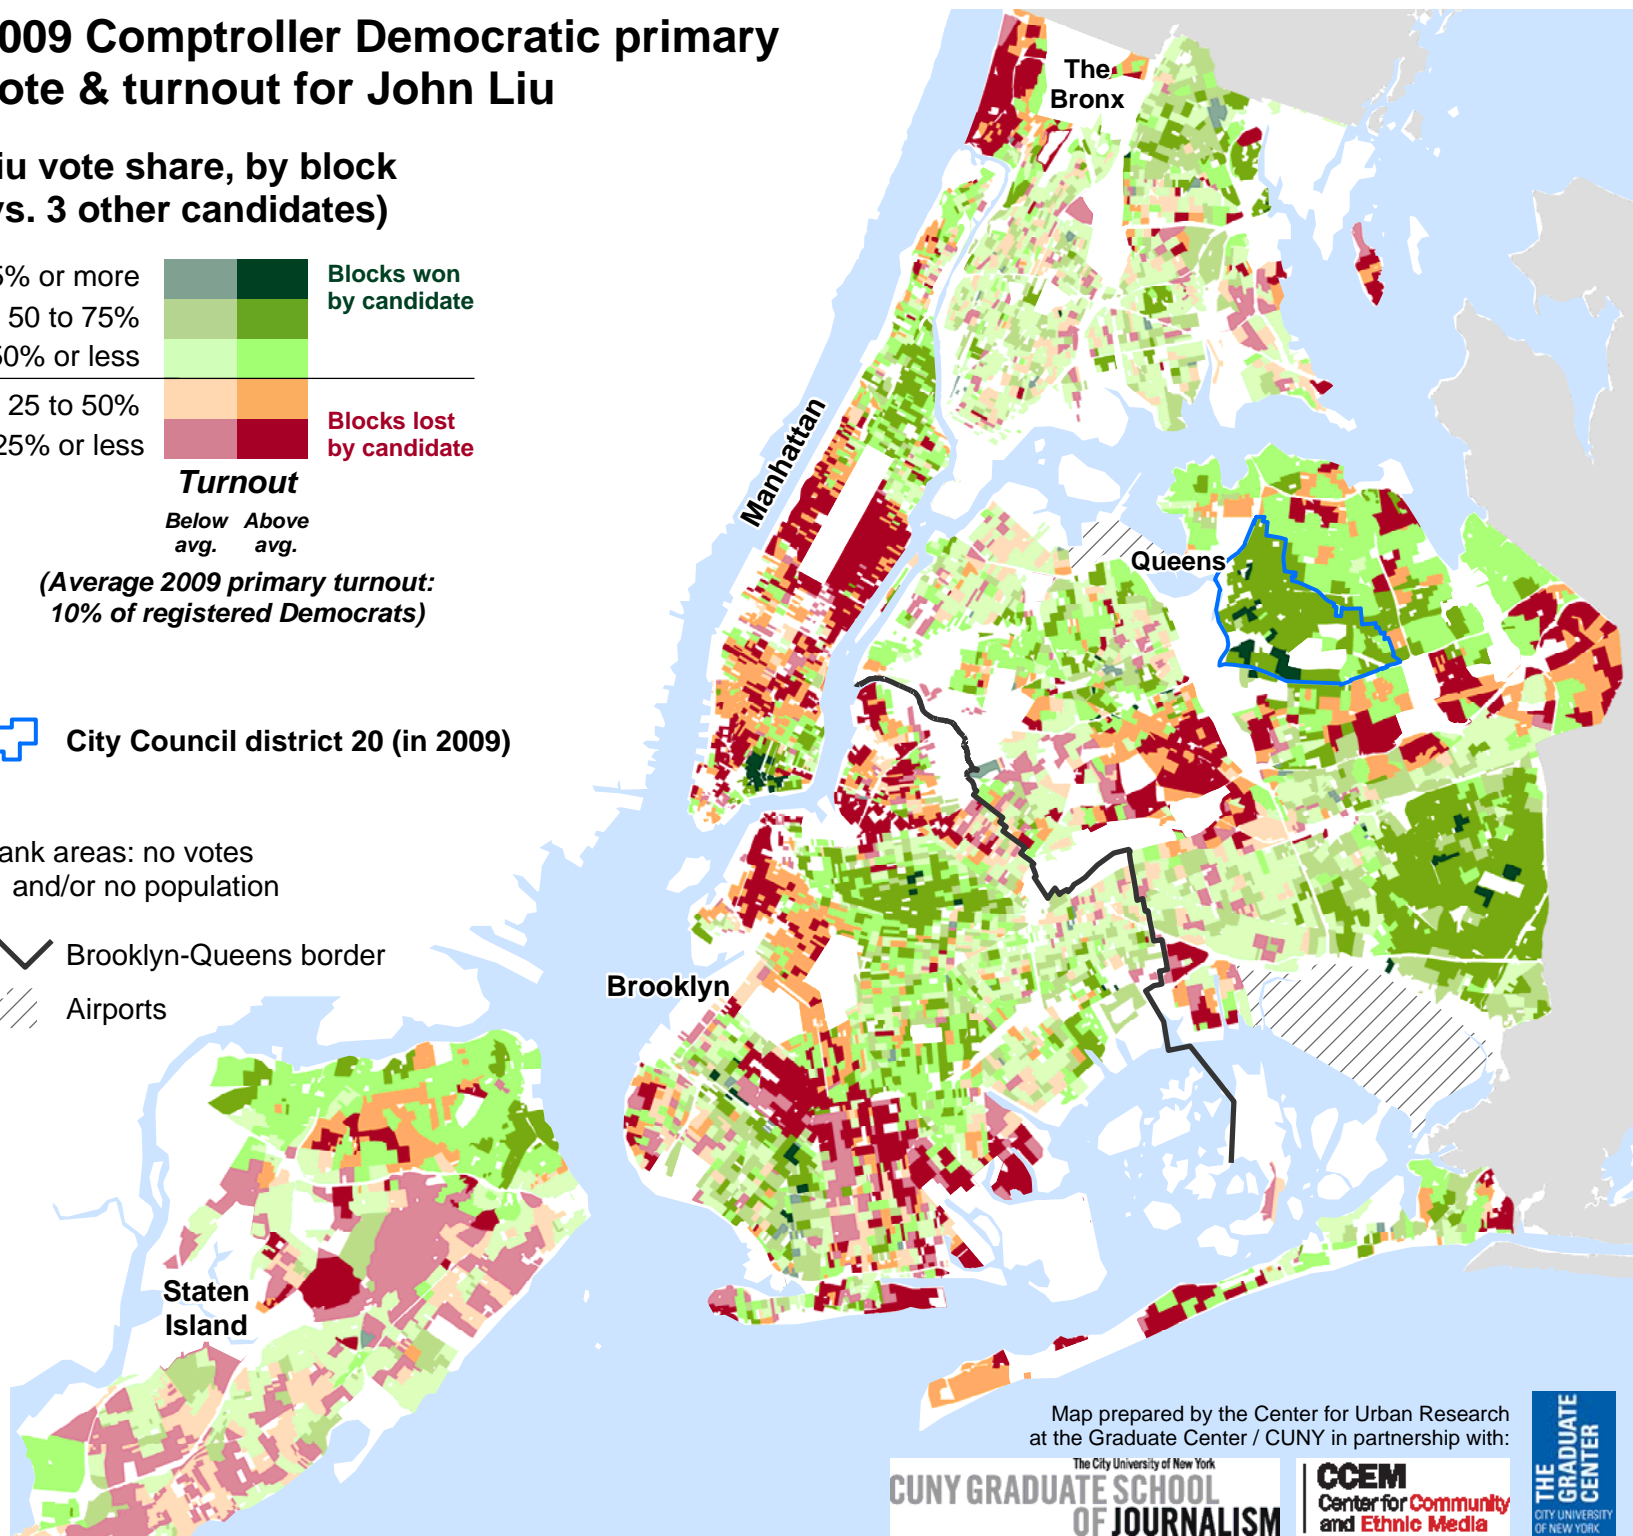 009 Comptroller Democratic primary
ote & turnout for John Liu
iu vote share, by block
vs. 3 other candidates)
5% or more
50 to 75%
50% or less
25 to 50%
25% or less
Blocks won
by candidate
Blocks lost
by candidate
Turnout
Below Above
avg. avg.
(Average 2009 primary turnout:
10% of registered Democrats)
City Council district 20 (in 2009)
ank areas: no votes
and/or no population
Brooklyn-Queens border
Airports
The
Bronx
Manhattan
Queens
Brooklyn
Staten
Island
Map prepared by the Center for Urban Research
at the Graduate Center / CUNY in partnership with:
The City University of New York
CUNY GRADUATE SCHOOL
OF JOURNALISM
CCEM
Center for Community
and Ethnic Media
THE
GRADUATE
CENTER
CITY UNIVERSITY
OF NEW YORK